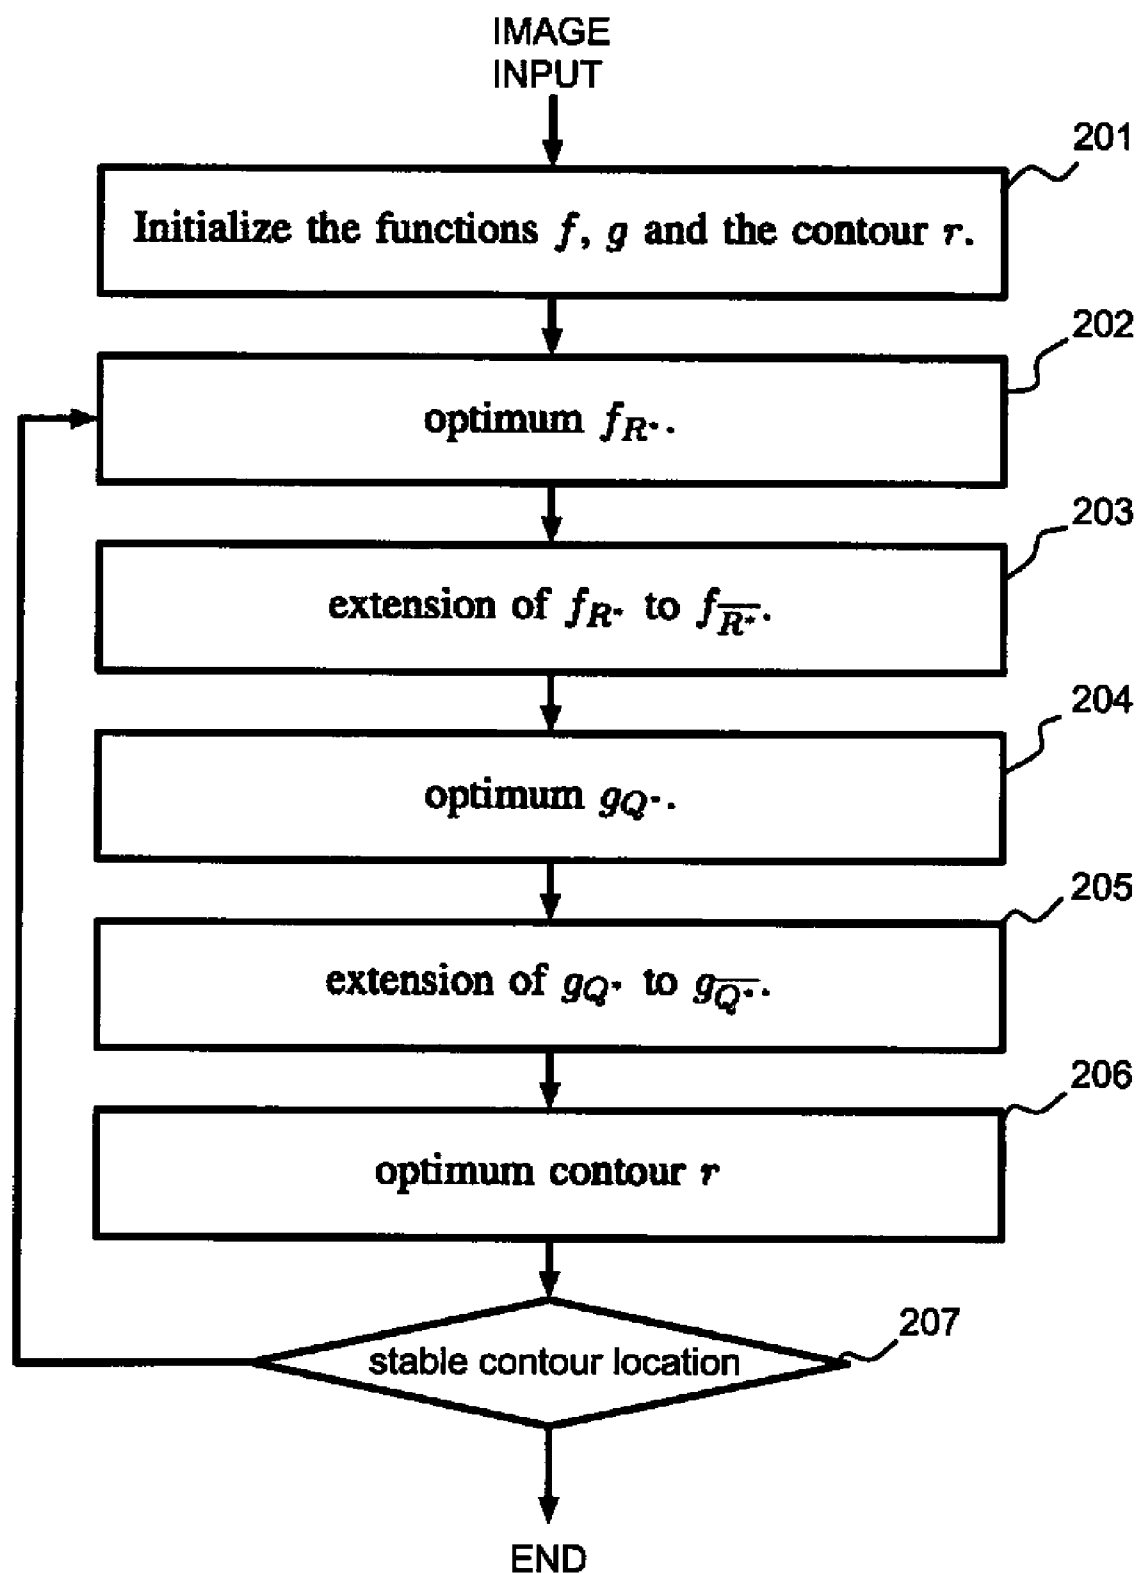 IMAGE
INPUT
201
Initialize the functions f, g and the contour r.
202
optimum f_{R^*}.
203
extension of f_{R^*} to f_{\overline{R^*}}.
204
optimum g_{Q^*}.
205
extension of g_{Q^*} to g_{\overline{Q^*}}.
206
optimum contour r
207
stable contour location
END